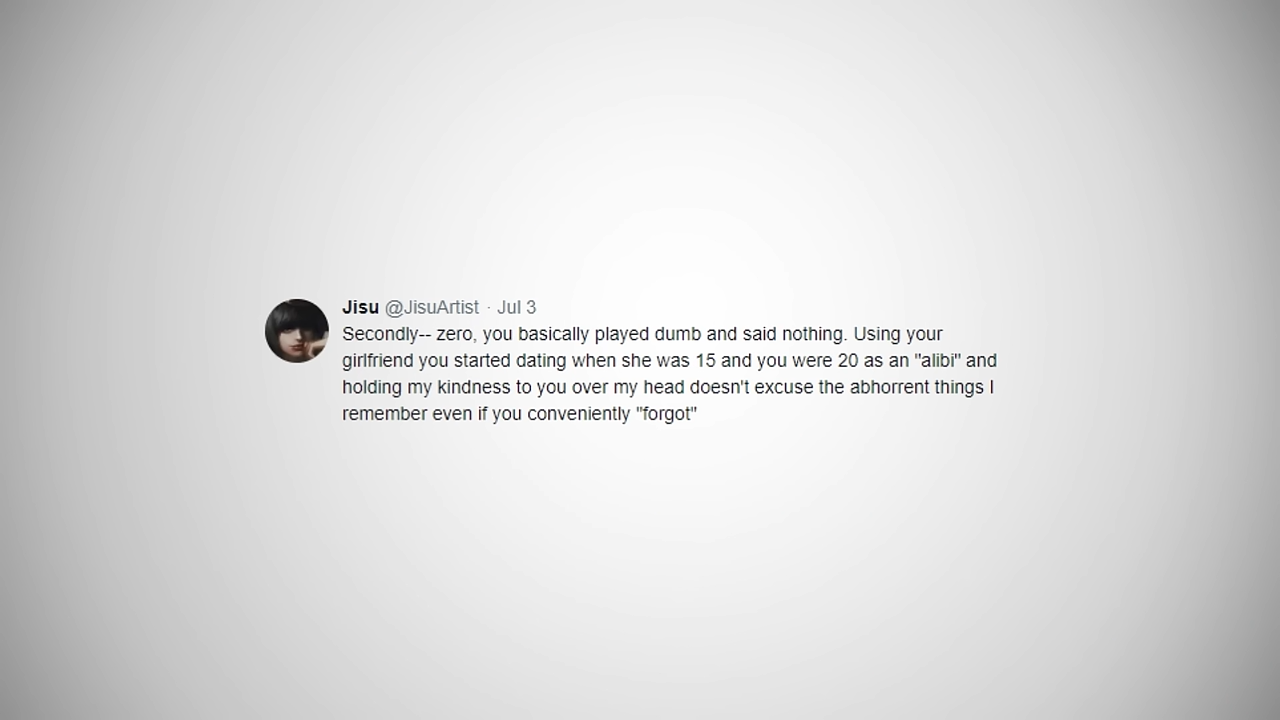 Jisu @JisuArtist · Jul 3
Secondly-- zero, you basically played dumb and said nothing. Using your
girlfriend you started dating when she was 15 and you were 20 as an "alibi" and
holding my kindness to you over my head doesn't excuse the abhorrent things I
remember even if you conveniently "forgot"